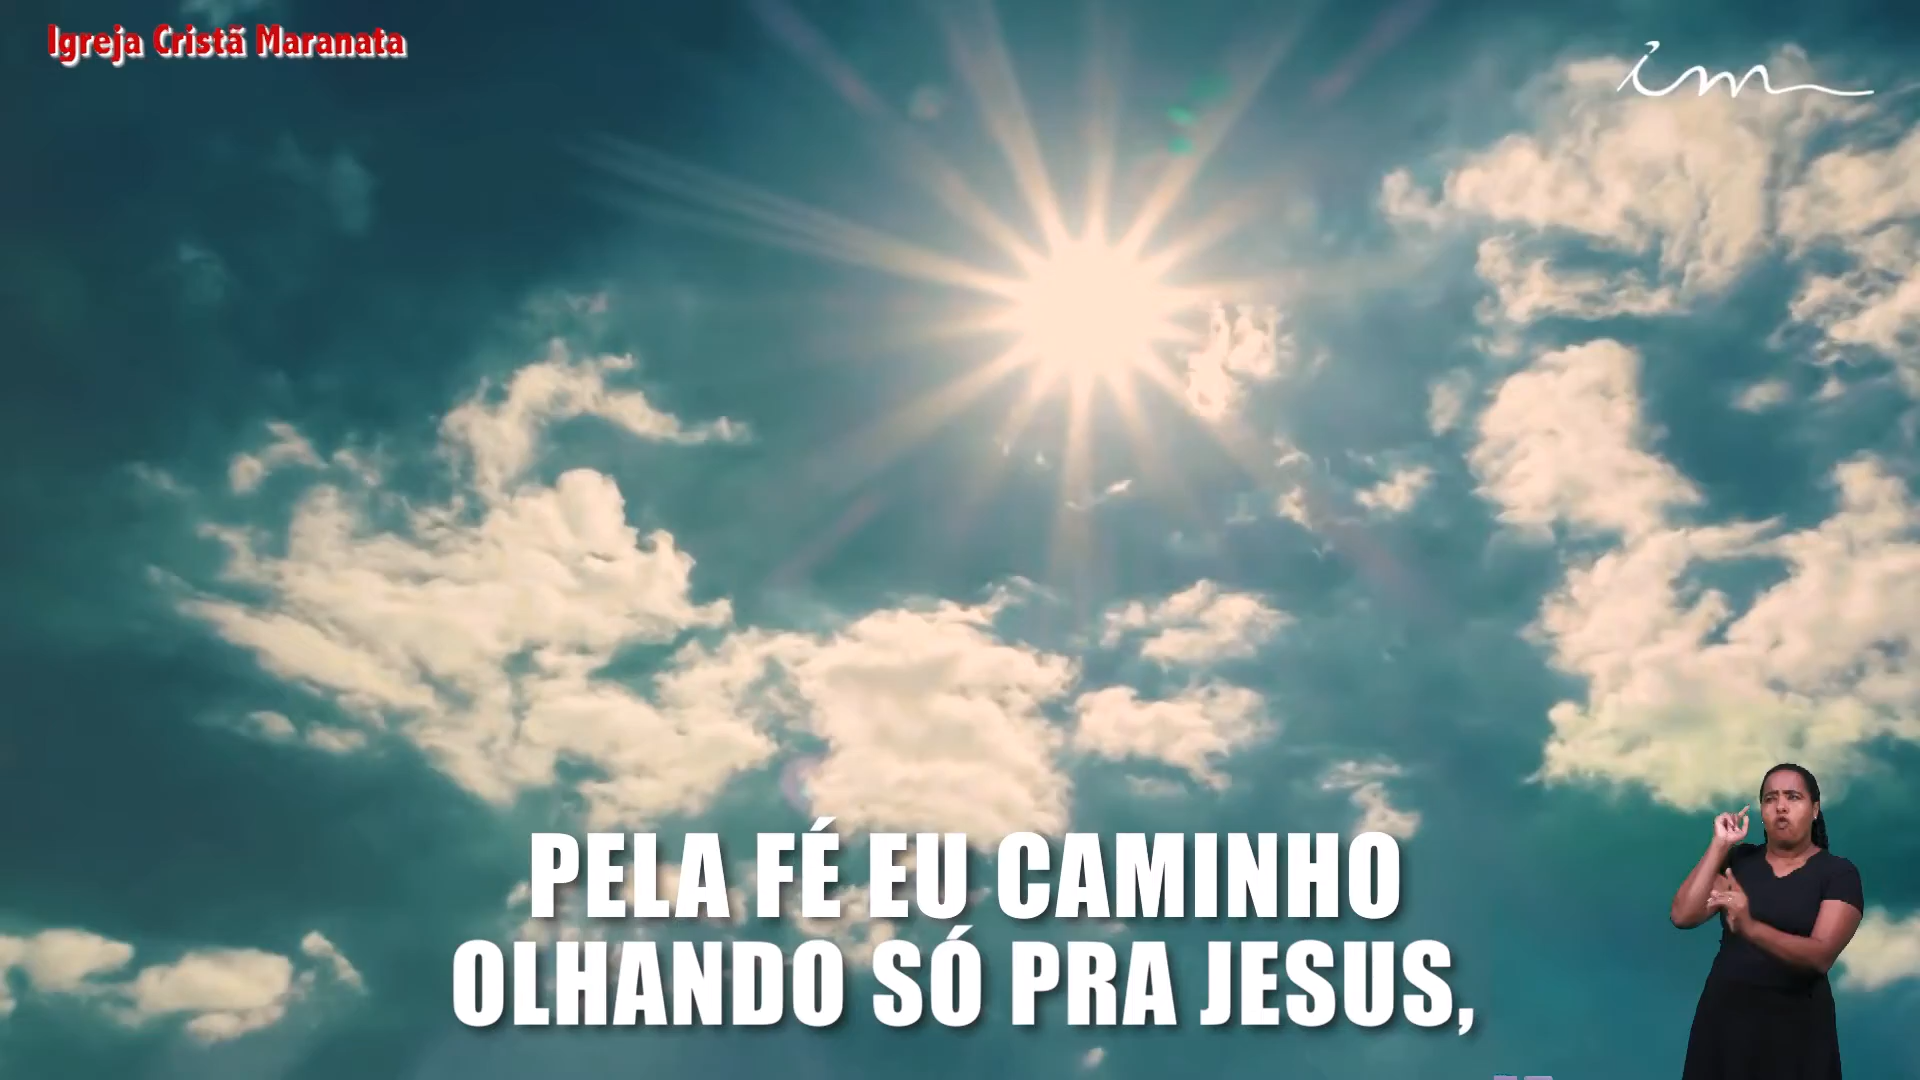 Igreja Cristã Maranata
im
PELA FÉ EU CAMINHO
OLHANDO SÓ PRA JESUS,